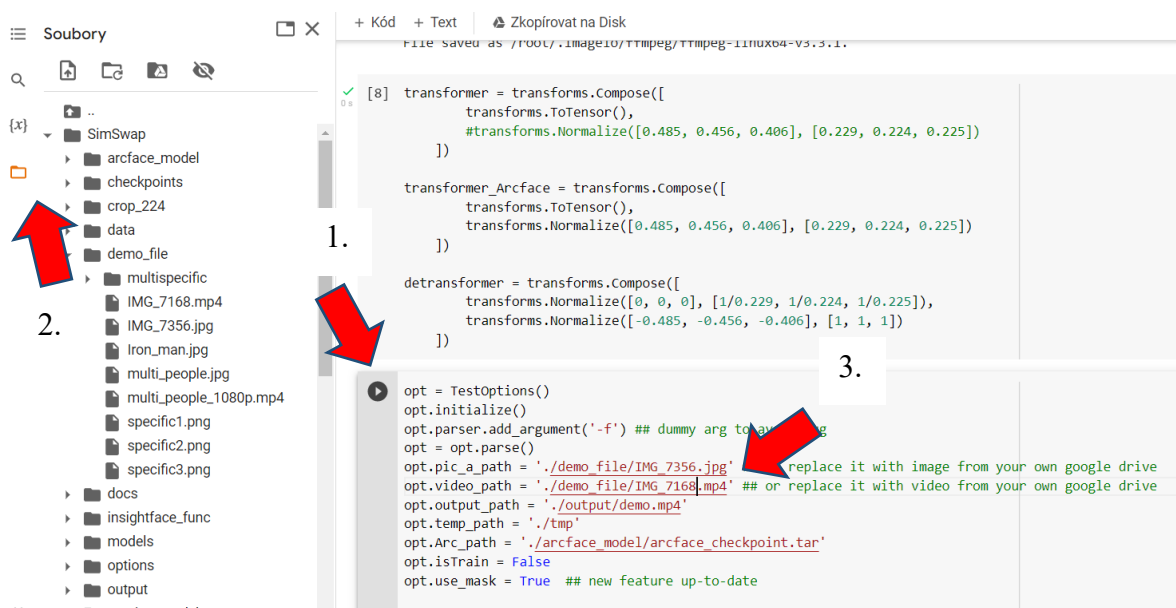 Soubory
..
{x}
SimSwap
arcface_model
checkpoints
crop_224
data
demo_file
multispecific
IMG_7168.mp4
IMG_7356.jpg
Iron_man.jpg
multi_people.jpg
multi_people_1080p.mp4
specific1.png
specific2.png
specific3.png
docs
insightface_func
models
options
output
2.
1.
+ Kód + Text Zkopírovat na Disk
File saved as /root/.imageio/ffmpeg/ffmpeg-linux64-v3.3.1.
0 s
[8] transformer = transforms.Compose([
transforms.ToTensor(),
#transforms.Normalize([0.485, 0.456, 0.406], [0.229, 0.224, 0.225])
])
transformer_Arcface = transforms.Compose([
transforms.ToTensor(),
transforms.Normalize([0.485, 0.456, 0.406], [0.229, 0.224, 0.225])
])
detransformer = transforms.Compose([
transforms.Normalize([0, 0, 0], [1/0.229, 1/0.224, 1/0.225]),
transforms.Normalize([-0.485, -0.456, -0.406], [1, 1, 1])
])
3.
opt = TestOptions()
opt.initialize()
opt.parser.add_argument('-f') ## dummy arg to
opt = opt.parse()
opt.pic_a_path = './demo_file/IMG_7356.jpg' replace it with image from your own google drive
opt.video_path = './demo_file/IMG_7168.mp4' ## or replace it with video from your own google drive
opt.output_path = './output/demo.mp4'
opt.temp_path = './tmp'
opt.Arc_path = './arcface_model/arcface_checkpoint.tar'
opt.isTrain = False
opt.use_mask = True ## new feature up-to-date